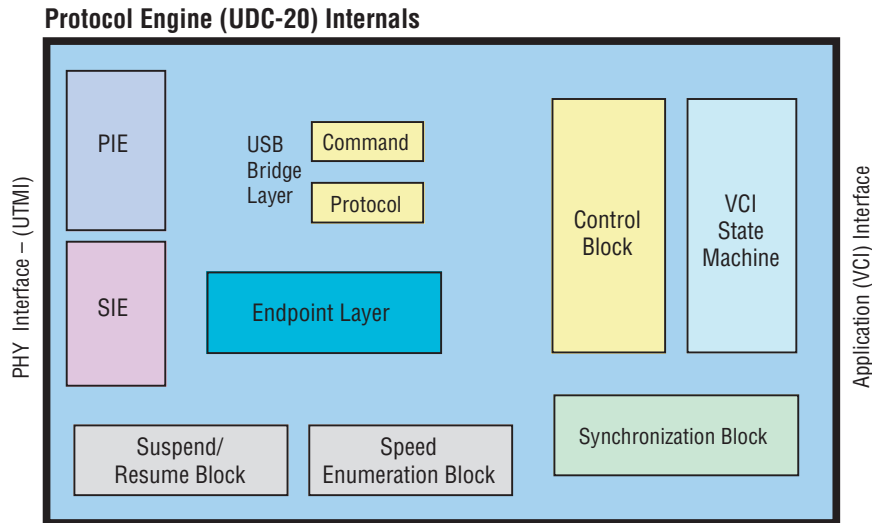 Protocol Engine (UDC-20) Internals
PHY Interface – (UTMI)
PIE
SIE
USB
Bridge
Layer
Command
Protocol
Endpoint Layer
Control
Block
VCI
State
Machine
Suspend/
Resume Block
Speed
Enumeration Block
Synchronization Block
Application (VCI) Interface